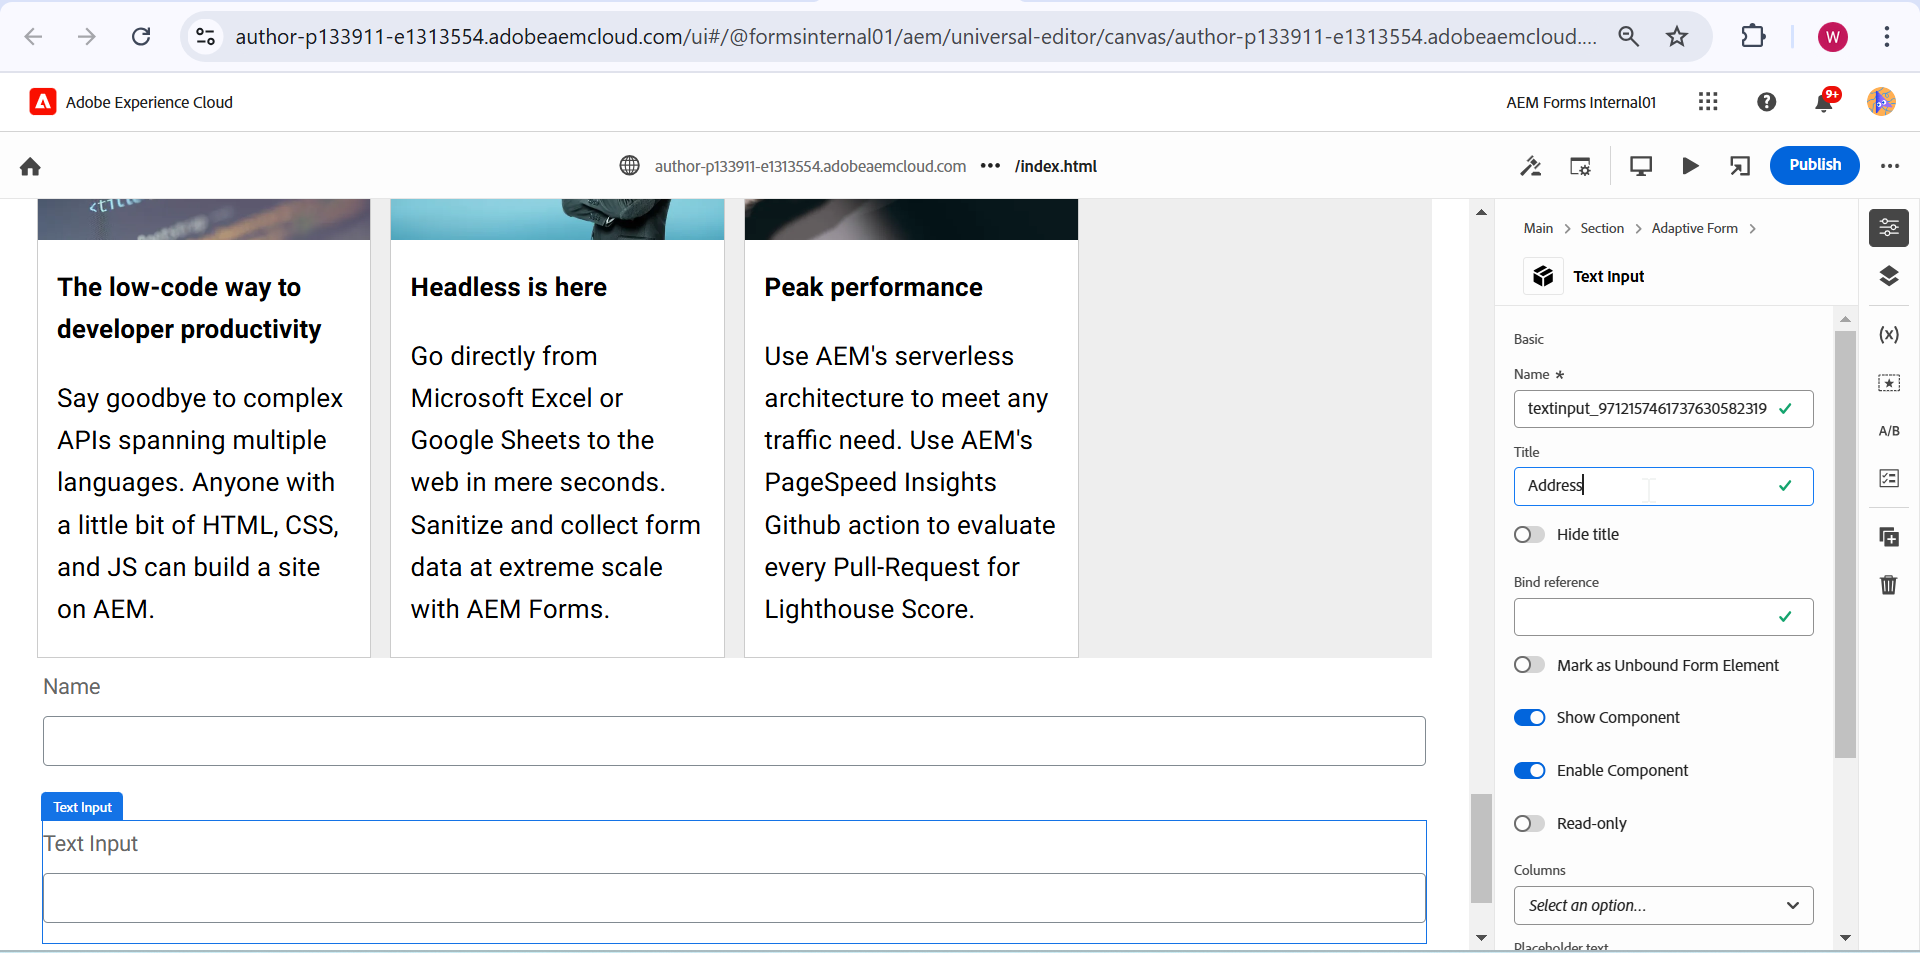 author-p133911-e1313554.adobeaemcloud.com/ui#/@formsinternal01/aem/universal-editor/canvas/author-p133911-e1313554.adobeaemcloud....
W
Adobe Experience Cloud
AEM Forms Internal01
9+
author-p133911-e1313554.adobeaemcloud.com ••• /index.html
Publish
<title
Bootstrap
The low-code way to
developer productivity
Say goodbye to complex
APIs spanning multiple
languages. Anyone with
a little bit of HTML, CSS,
and JS can build a site
on AEM.
Headless is here
Go directly from
Microsoft Excel or
Google Sheets to the
web in mere seconds.
Sanitize and collect form
data at extreme scale
with AEM Forms.
Peak performance
Use AEM's serverless
architecture to meet any
traffic need. Use AEM's
PageSpeed Insights
Github action to evaluate
every Pull-Request for
Lighthouse Score.
Name
Text Input
Text Input
Main > Section > Adaptive Form >
Text Input
Basic
Name *
textinput_9712157461737630582319
Title
Address
Hide title
Bind reference
Mark as Unbound Form Element
Show Component
Enable Component
Read-only
Columns
Select an option...
Placeholder text
(x)
A/B